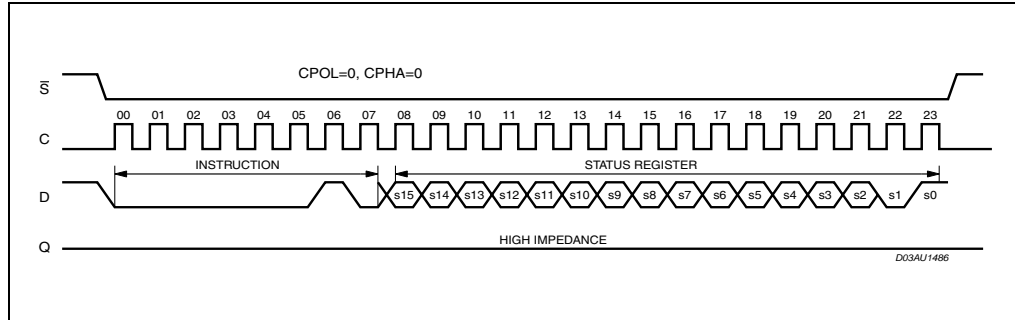 CPOL=0, CPHA=0
S
00 01 02 03 04 05 06 07 08 09 10 11 12 13 14 15 16 17 18 19 20 21 22 23
C
INSTRUCTION STATUS REGISTER
D s15 s14 s13 s12 s11 s10 s9 s8 s7 s6 s5 s4 s3 s2 s1 s0
HIGH IMPEDANCE
Q
D03AU1486